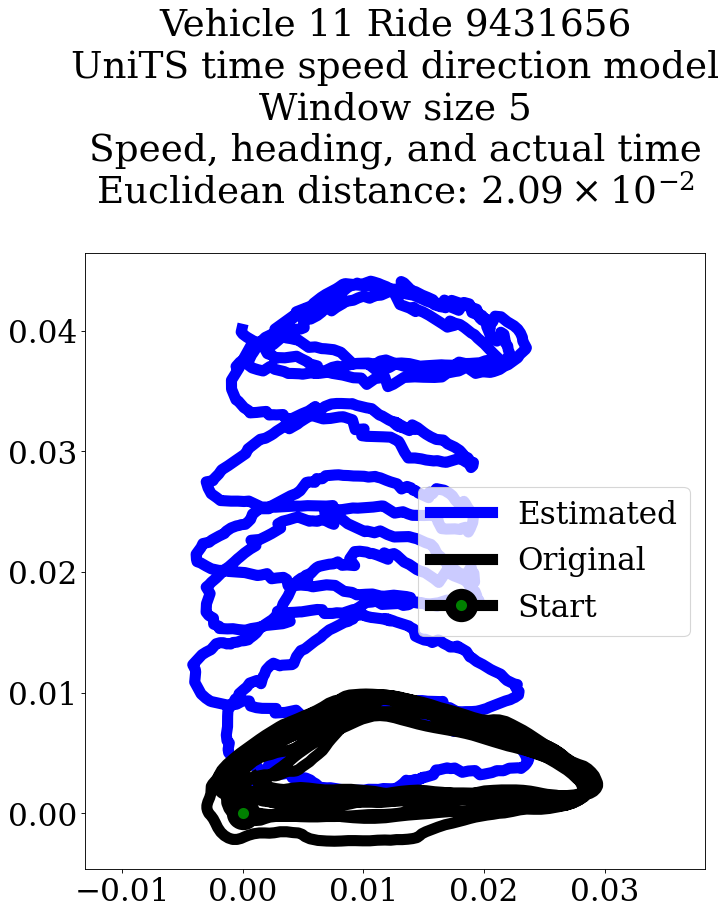 Vehicle 11 Ride 9431656
UniTS time speed direction model
Window size 5
Speed, heading, and actual time
Euclidean distance: 2.09 × 10⁻²
0.04
0.03
0.02
0.01
0.00
Estimated
Original
Start
−0.01 0.00 0.01 0.02 0.03